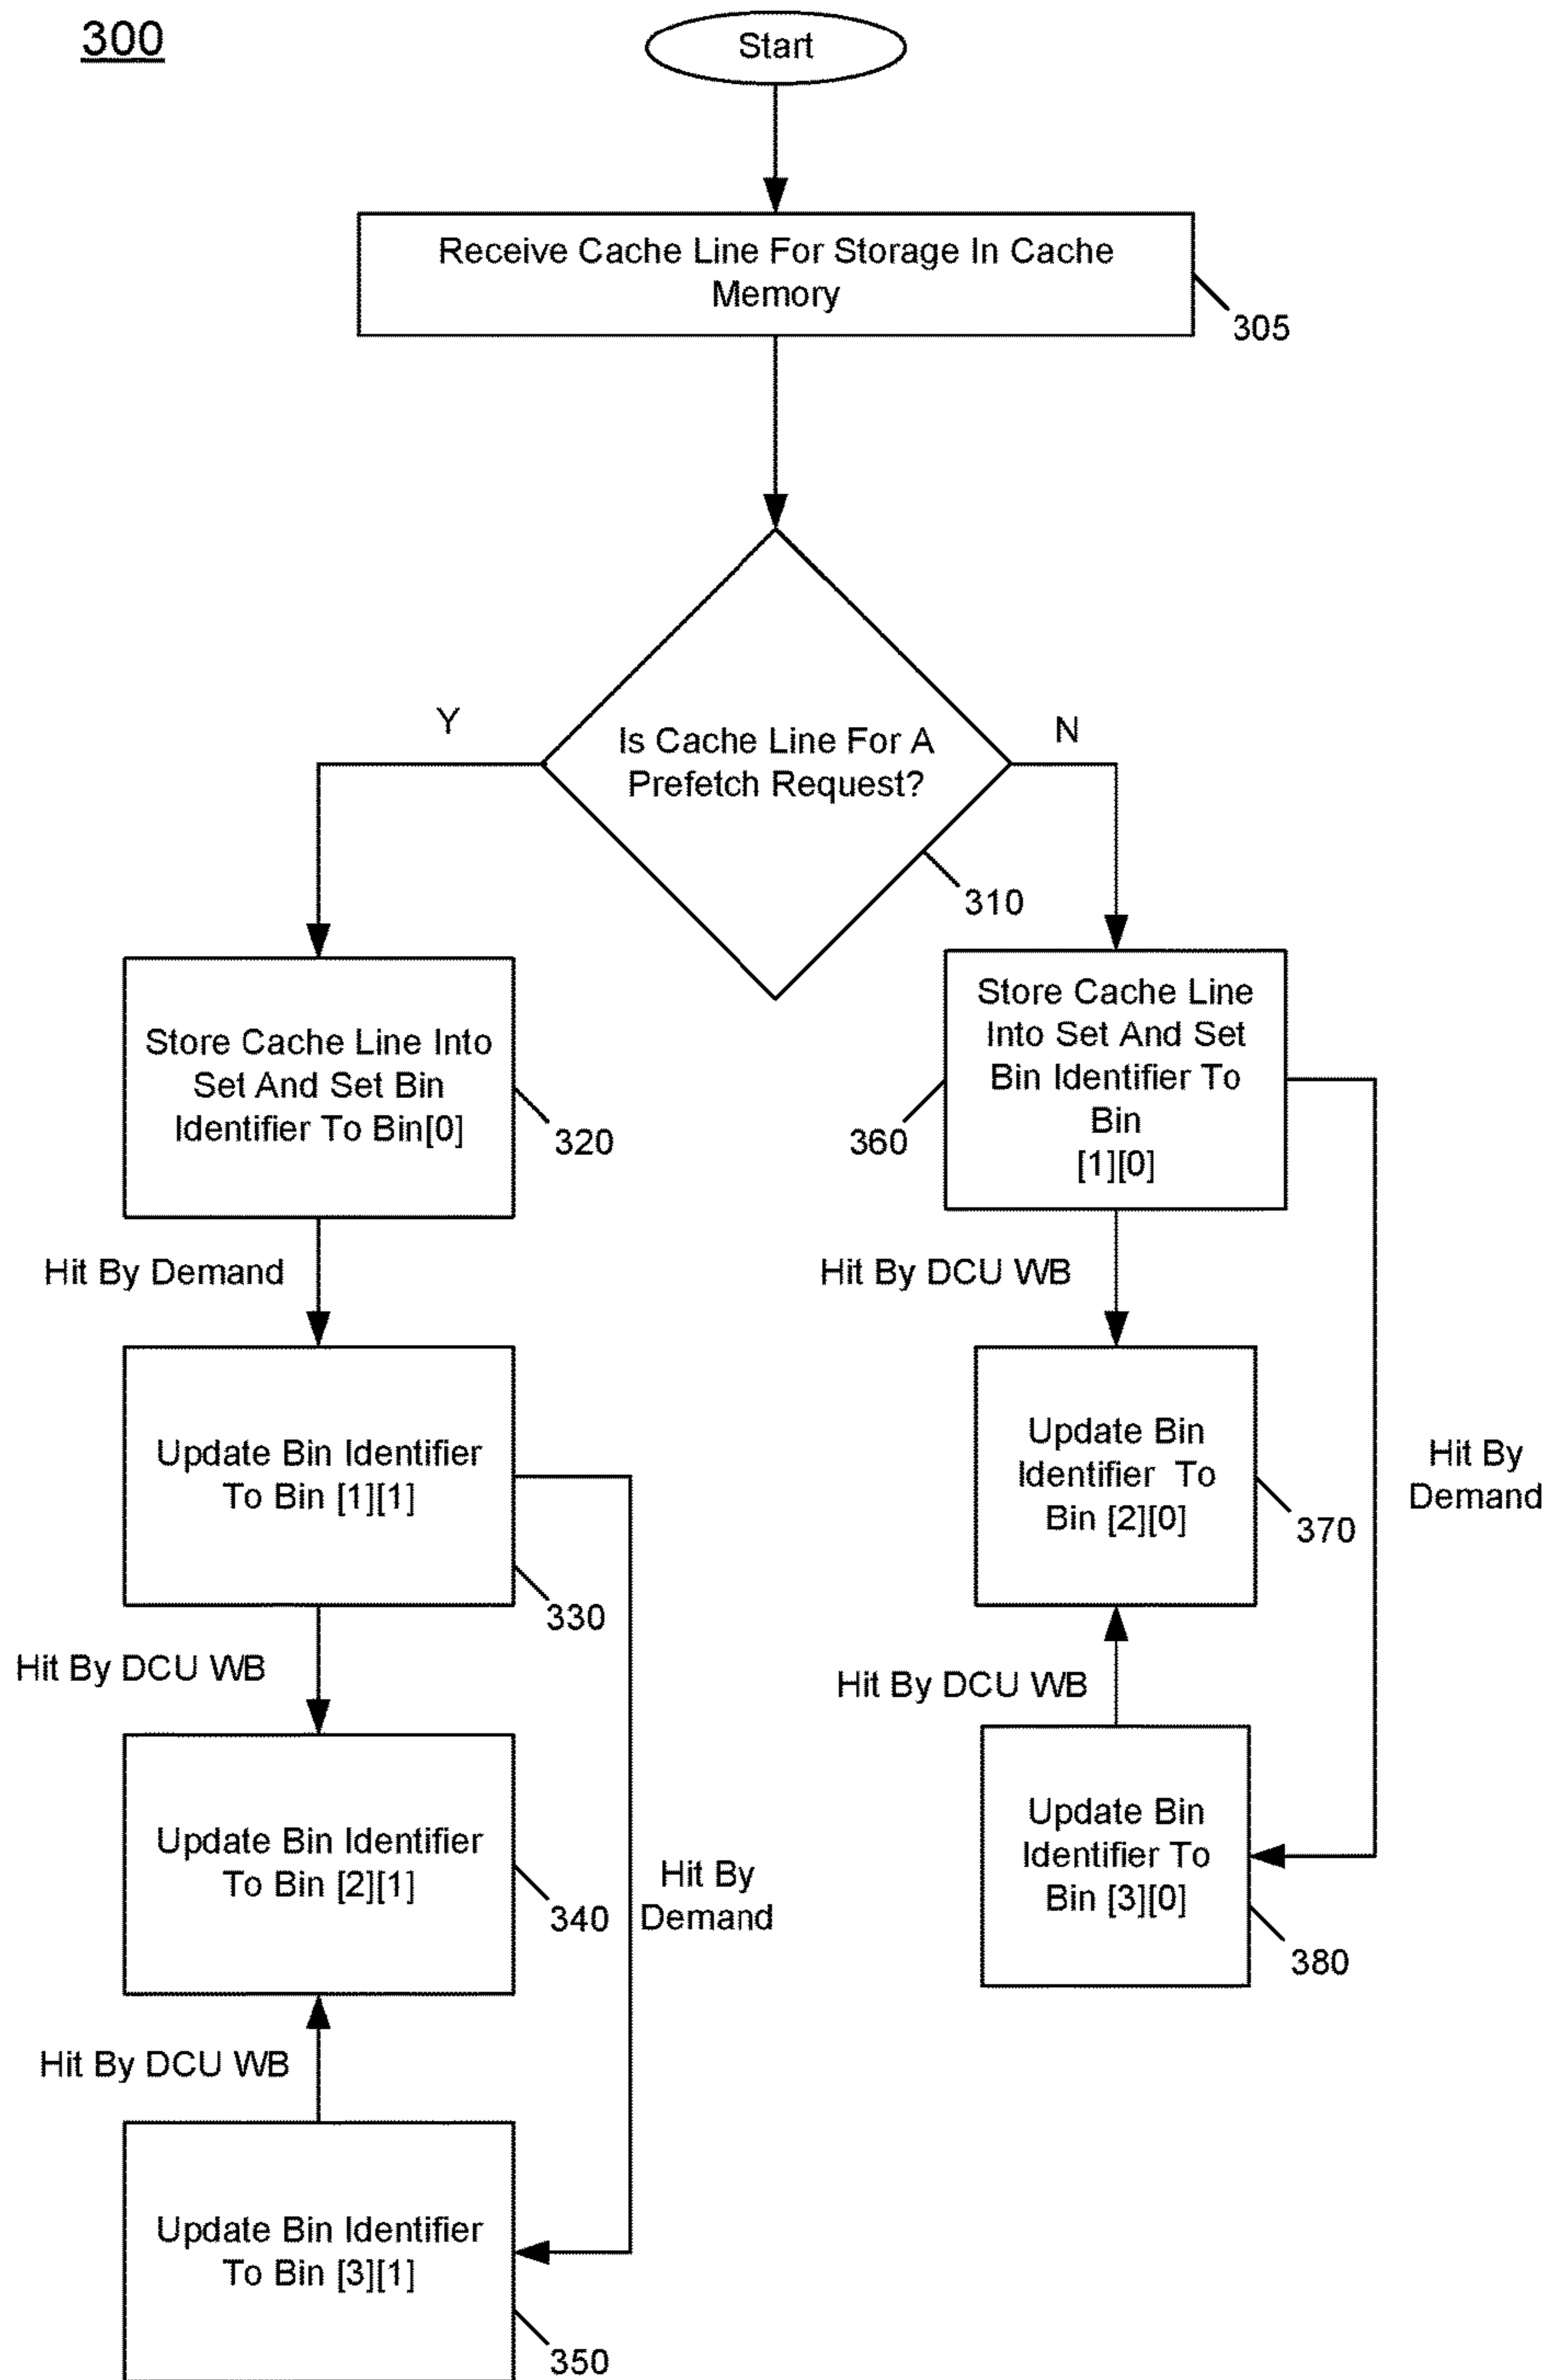 300
Start
Receive Cache Line For Storage In Cache
Memory
305
Is Cache Line For A
Prefetch Request?
Y
N
310
Store Cache Line Into
Set And Set Bin
Identifier To Bin[0]
320
Store Cache Line
Into Set And Set
Bin Identifier To
Bin
[1][0]
360
Hit By Demand
Hit By DCU WB
Update Bin Identifier
To Bin [1][1]
330
Update Bin
Identifier To
Bin [2][0]
370
Hit By
Demand
Hit By DCU WB
Hit By DCU WB
Update Bin Identifier
To Bin [2][1]
340
Hit By
Demand
Update Bin
Identifier To
Bin [3][0]
380
Hit By DCU WB
Update Bin Identifier
To Bin [3][1]
350